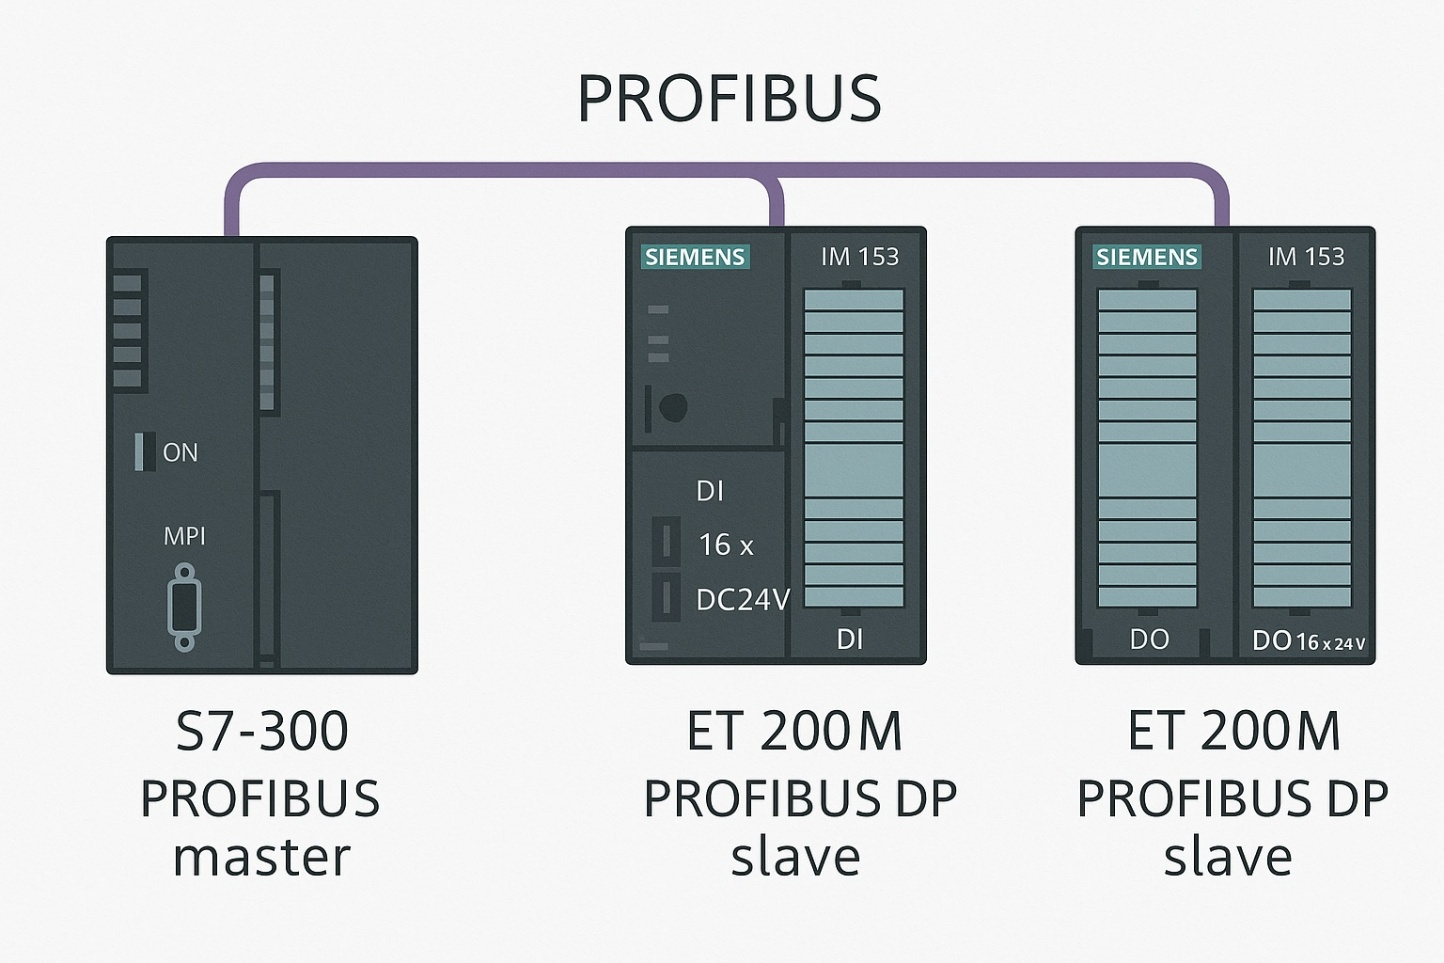 PROFIBUS
ON
MPI
S7-300
PROFIBUS
master
SIEMENS
IM 153
DI
16 x
DC24V
DI
ET 200M
PROFIBUS DP
slave
SIEMENS
IM 153
DO
DO 16 x 24 V
ET 200M
PROFIBUS DP
slave